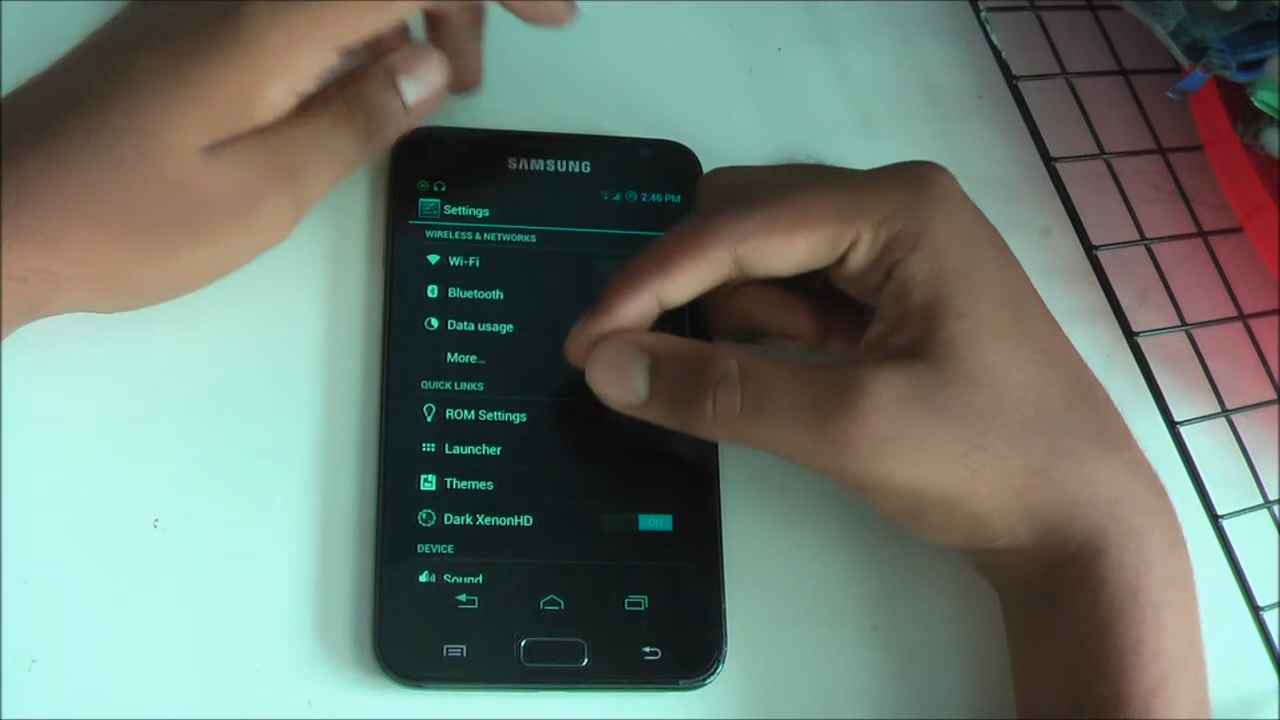 SAMSUNG
2:46 PM
Settings
WIRELESS & NETWORKS
Wi-Fi
Bluetooth
Data usage
More...
QUICK LINKS
ROM Settings
Launcher
Themes
Dark XenonHD
ON
DEVICE
Sound